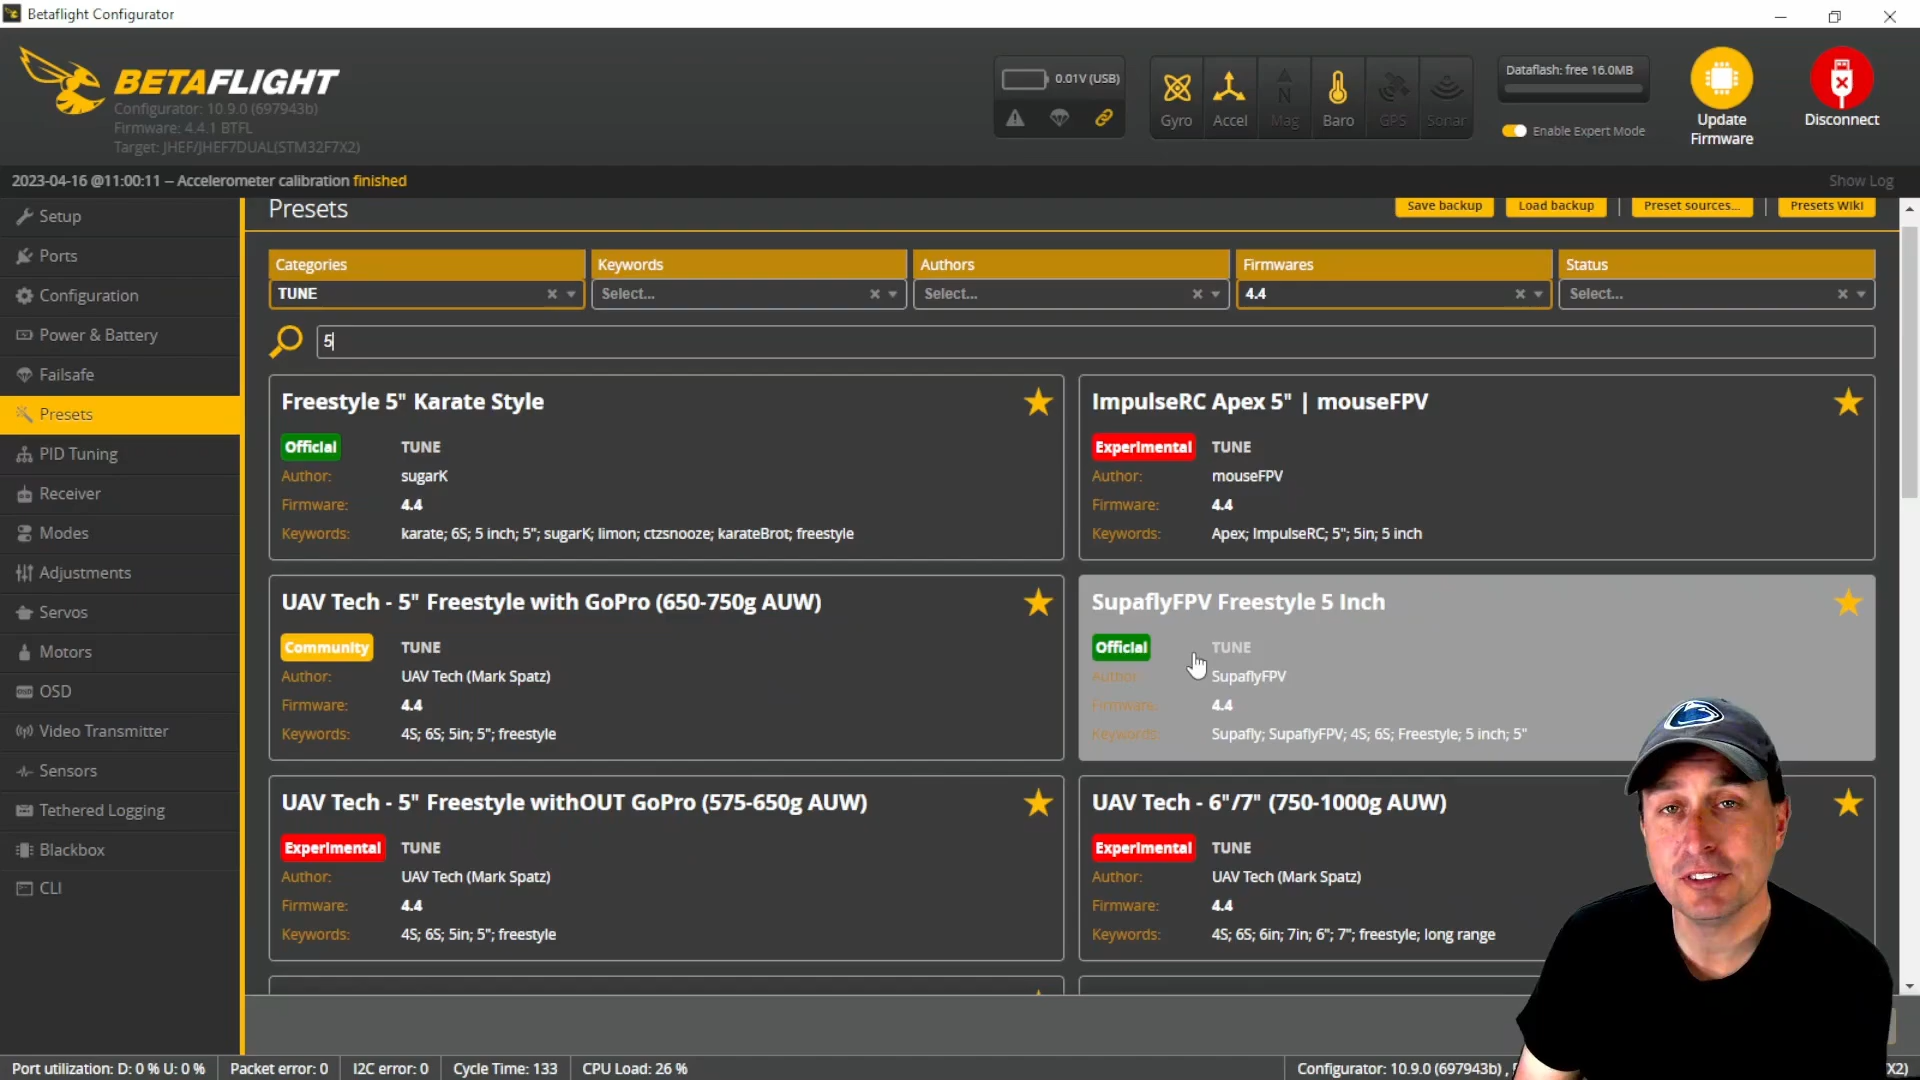 Betaflight Configurator
BETAFLIGHT
Configurator: 10.9.0 (697943b)
Firmware: 4.4.1 BTFL
Target: JHEF/JHEF7DUAL(STM32F7X2)
0.01V (USB)
Gyro
Accel
Mag
Baro
GPS
Sonar
Dataflash: free 16.0MB
Enable Expert Mode
Update
Firmware
Disconnect
2023-04-16 @11:00:11 – Accelerometer calibration finished
Show Log
Setup
Ports
Configuration
Power & Battery
Failsafe
Presets
PID Tuning
Receiver
Modes
Adjustments
Servos
Motors
OSD
Video Transmitter
Sensors
Tethered Logging
Blackbox
CLI
Presets
Save backup
Load backup
Preset sources...
Presets Wiki
Categories
Keywords
Authors
Firmwares
Status
TUNE
Select...
Select...
4.4
Select...
5
Freestyle 5" Karate Style
Official TUNE
Author: sugarK
Firmware: 4.4
Keywords: karate; 6S; 5 inch; 5"; sugarK; limon; ctzsnooze; karateBrot; freestyle
ImpulseRC Apex 5" | mouseFPV
Experimental TUNE
Author: mouseFPV
Firmware: 4.4
Keywords: Apex; ImpulseRC; 5"; 5in; 5 inch
UAV Tech - 5" Freestyle with GoPro (650-750g AUW)
Community TUNE
Author: UAV Tech (Mark Spatz)
Firmware: 4.4
Keywords: 4S; 6S; 5in; 5"; freestyle
SupaflyFPV Freestyle 5 Inch
Official TUNE
Author: SupaflyFPV
Firmware: 4.4
Keywords: Supafly; SupaflyFPV; 4S; 6S; Freestyle; 5 inch; 5"
UAV Tech - 5" Freestyle withOUT GoPro (575-650g AUW)
Experimental TUNE
Author: UAV Tech (Mark Spatz)
Firmware: 4.4
Keywords: 4S; 6S; 5in; 5"; freestyle
UAV Tech - 6"/7" (750-1000g AUW)
Experimental TUNE
Author: UAV Tech (Mark Spatz)
Firmware: 4.4
Keywords: 4S; 6S; 6in; 7in; 6"; 7"; freestyle; long range
Port utilization: D: 0 % U: 0 %
Packet error: 0
I2C error: 0
Cycle Time: 133
CPU Load: 26 %
Configurator: 10.9.0 (697943b) ,
X2)